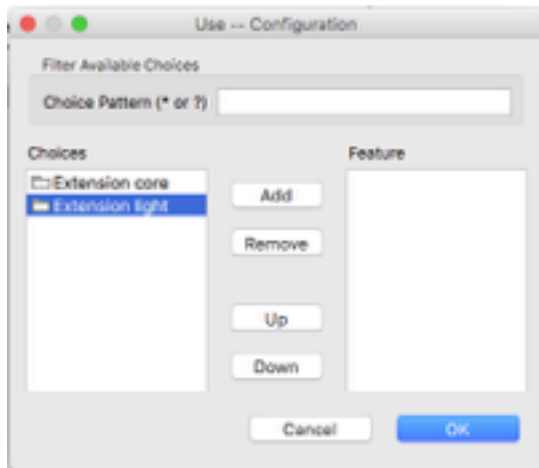 Use -- Configuration
Filter Available Choices
Choice Pattern (* or ?)
Choices
Feature
Extension core
Extension light
Add
Remove
Up
Down
Cancel
OK